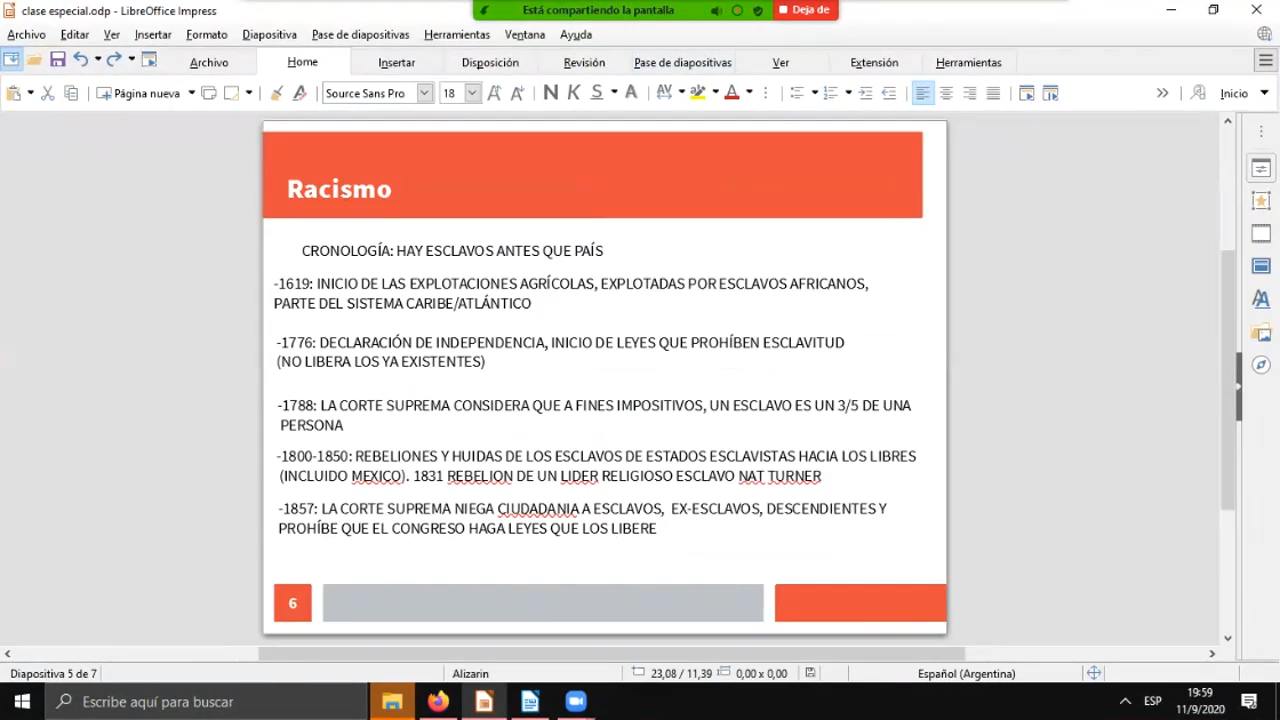 clase especial.odp - LibreOffice Impress
Está compartiendo la pantalla
Deja de
Archivo Editar Ver Insertar Formato Diapositiva Pase de diapositivas Herramientas Ventana Ayuda
Archivo Home Insertar Disposición Revisión Pase de diapositivas Ver Extensión Herramientas
Página nueva Source Sans Pro 18 N K S A AV A Inicio
Racismo
CRONOLOGÍA: HAY ESCLAVOS ANTES QUE PAÍS
-1619: INICIO DE LAS EXPLOTACIONES AGRÍCOLAS, EXPLOTADAS POR ESCLAVOS AFRICANOS,
PARTE DEL SISTEMA CARIBE/ATLÁNTICO
-1776: DECLARACIÓN DE INDEPENDENCIA, INICIO DE LEYES QUE PROHÍBEN ESCLAVITUD
(NO LIBERA LOS YA EXISTENTES)
-1788: LA CORTE SUPREMA CONSIDERA QUE A FINES IMPOSITIVOS, UN ESCLAVO ES UN 3/5 DE UNA
PERSONA
-1800-1850: REBELIONES Y HUIDAS DE LOS ESCLAVOS DE ESTADOS ESCLAVISTAS HACIA LOS LIBRES
(INCLUIDO MEXICO). 1831 REBELION DE UN LIDER RELIGIOSO ESCLAVO NAT TURNER
-1857: LA CORTE SUPREMA NIEGA CIUDADANIA A ESCLAVOS, EX-ESCLAVOS, DESCENDIENTES Y
PROHÍBE QUE EL CONGRESO HAGA LEYES QUE LOS LIBERE
6
Diapositiva 5 de 7 Alizarin 23,08 / 11,39 0,00 x 0,00 Español (Argentina)
Escribe aquí para buscar
ESP
19:59
11/9/2020